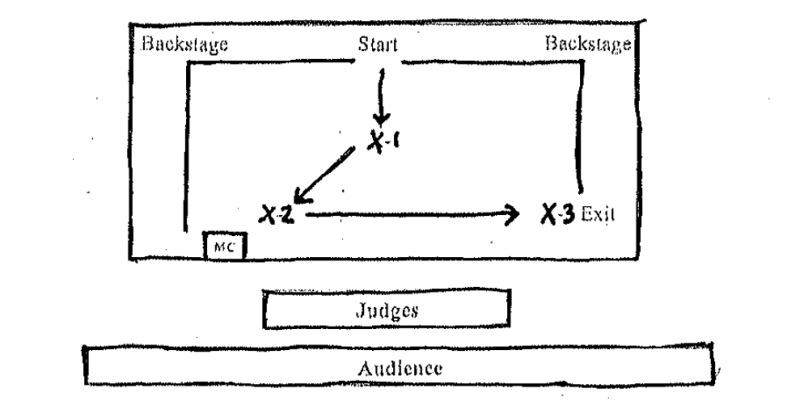 Backstage Start Backstage
X-1
X-2 X-3 Exit
MC
Judges
Audience